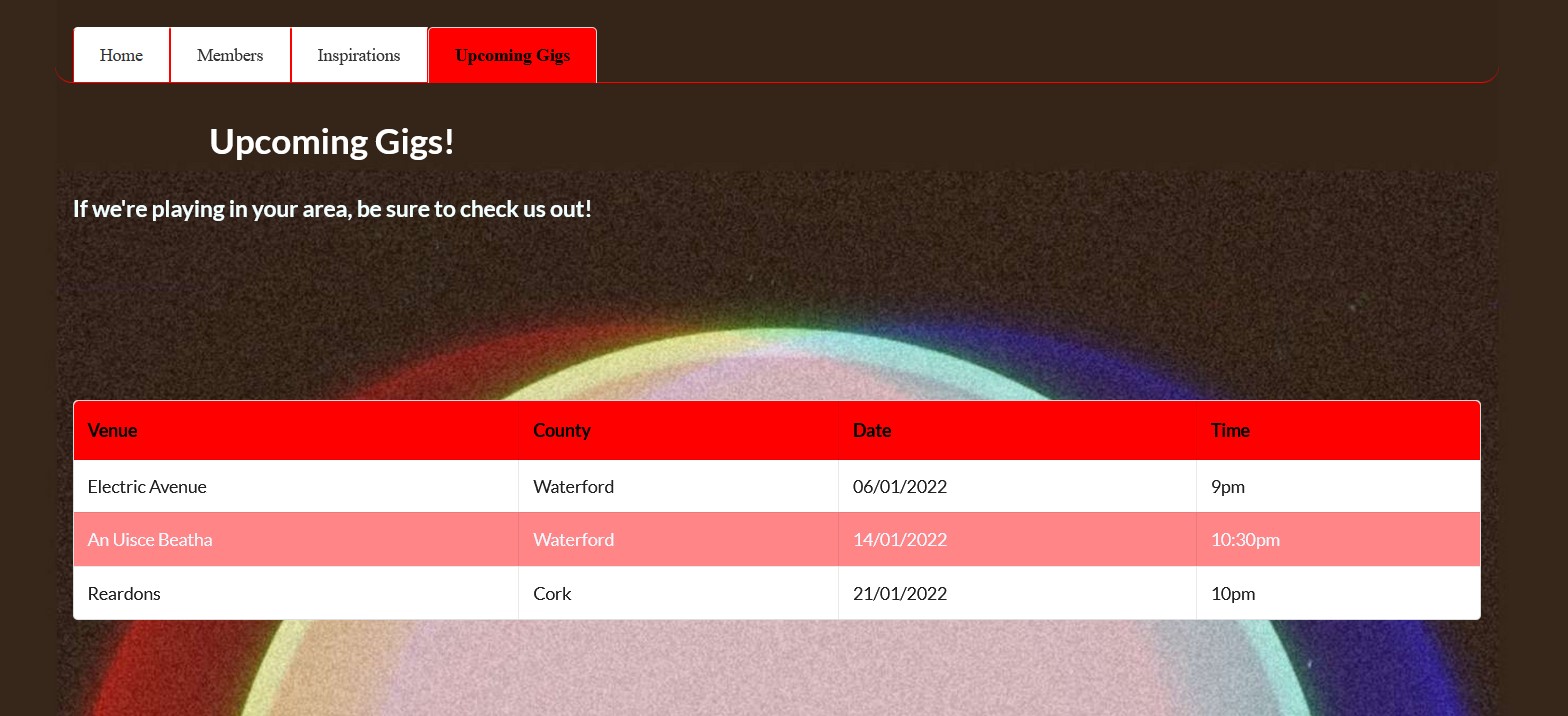 Home Members Inspirations Upcoming Gigs
Upcoming Gigs!
If we're playing in your area, be sure to check us out!
Venue County Date Time
Electric Avenue Waterford 06/01/2022 9pm
An Uisce Beatha Waterford 14/01/2022 10:30pm
Reardons Cork 21/01/2022 10pm